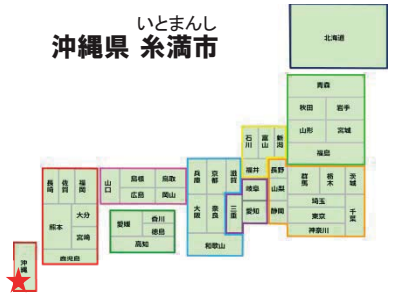 いとまんし
沖縄県 糸満市
北海道
青森
秋田 岩手
山形 宮城
福島
石川 富山 新潟
福井 長野
岐阜 山梨
愛知 静岡
群馬 栃木 茨城
埼玉
東京 千葉
神奈川
兵庫 京都 滋賀
大阪 奈良 三重
和歌山
山口 島根 鳥取
広島 岡山
愛媛 香川
徳島
高知
長崎 佐賀 福岡
熊本 大分
宮崎
鹿児島
沖縄